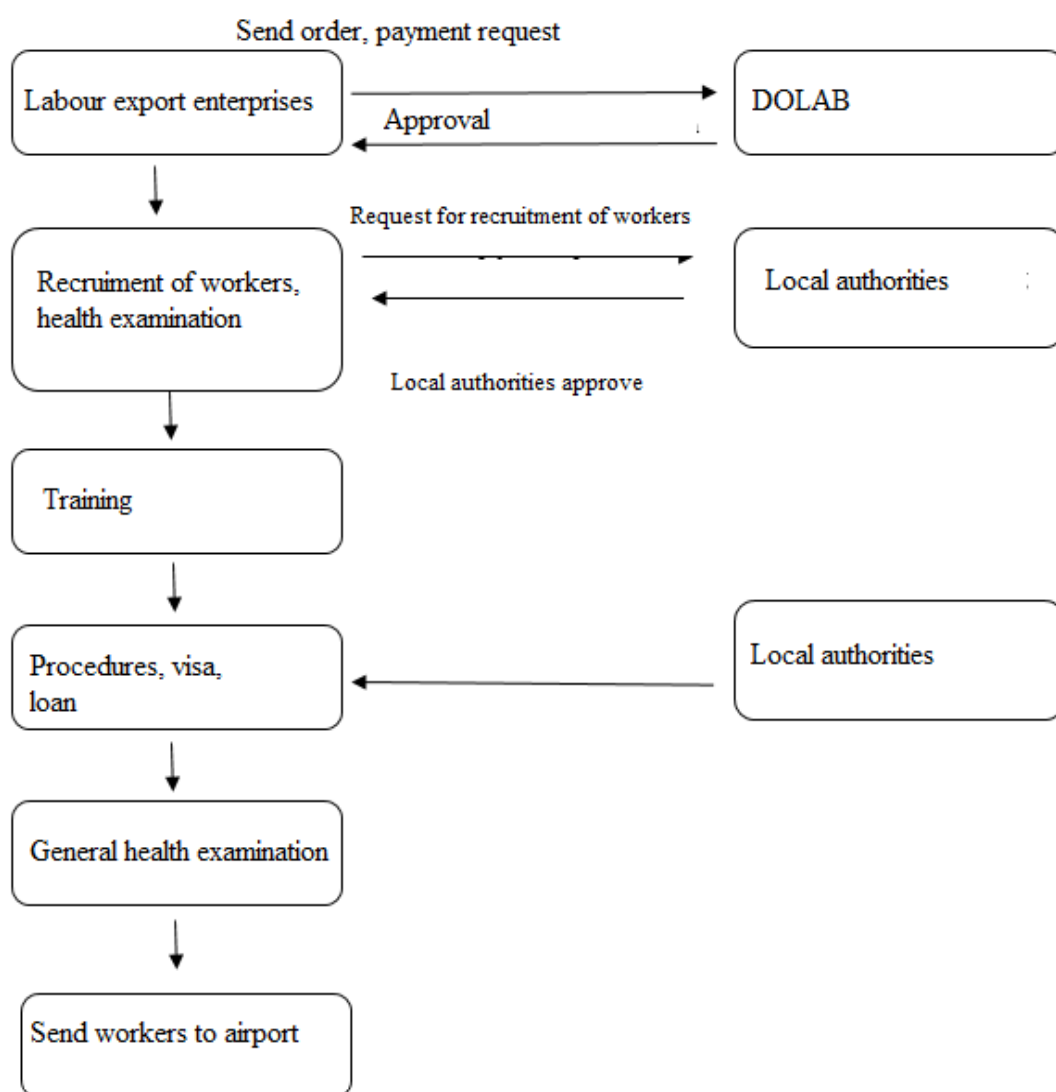 Send order, payment request
Labour export enterprises
DOLAB
Approval
Request for recruitment of workers
Recruiment of workers,
health examination
Local authorities
Local authorities approve
Training
Procedures, visa,
loan
Local authorities
General health examination
Send workers to airport